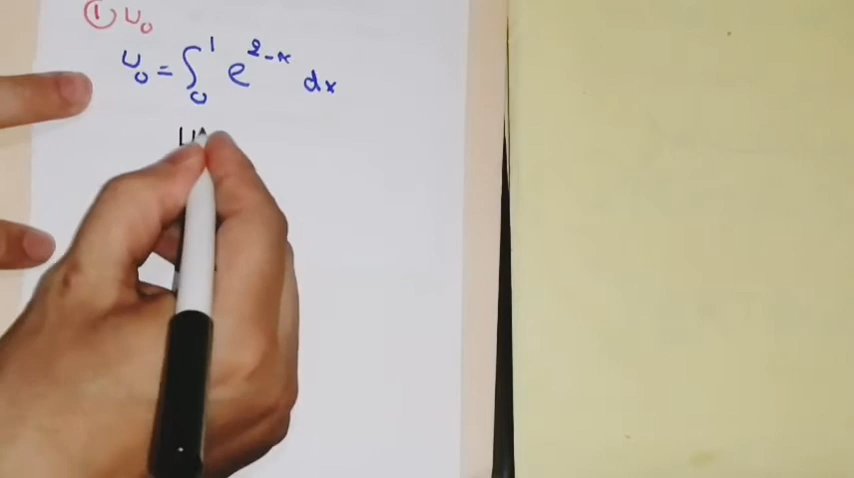 ① U₀
U₀ = ∫₀¹ e^{2-x} dx